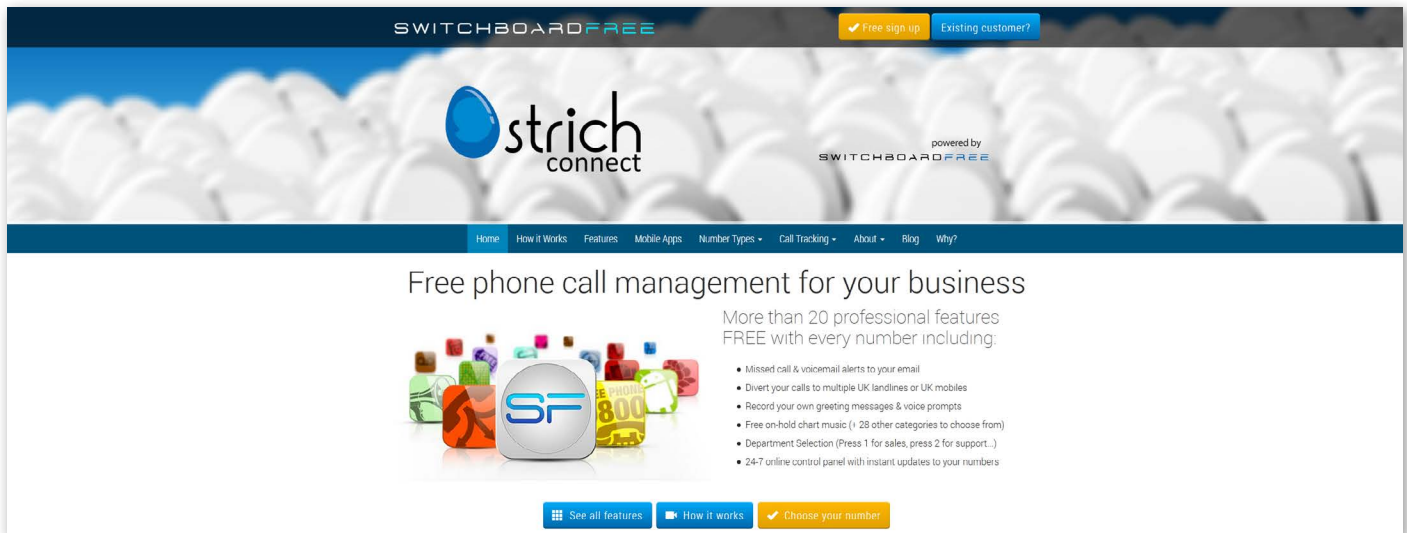 SWITCHBOARDFREE
Free sign up
Existing customer?
Ostrich
connect
powered by
SWITCHBOARDFREE
Home How it Works Features Mobile Apps Number Types Call Tracking About Blog Why?
Free phone call management for your business
More than 20 professional features
FREE with every number including:
Missed call & voicemail alerts to your email
Divert your calls to multiple UK landlines or UK mobiles
Record your own greeting messages & voice prompts
Free on-hold chart music (+ 28 other categories to choose from)
Department Selection (Press 1 for sales, press 2 for support...)
24-7 online control panel with instant updates to your numbers
SF
PHONE
800
See all features
How it works
Choose your number